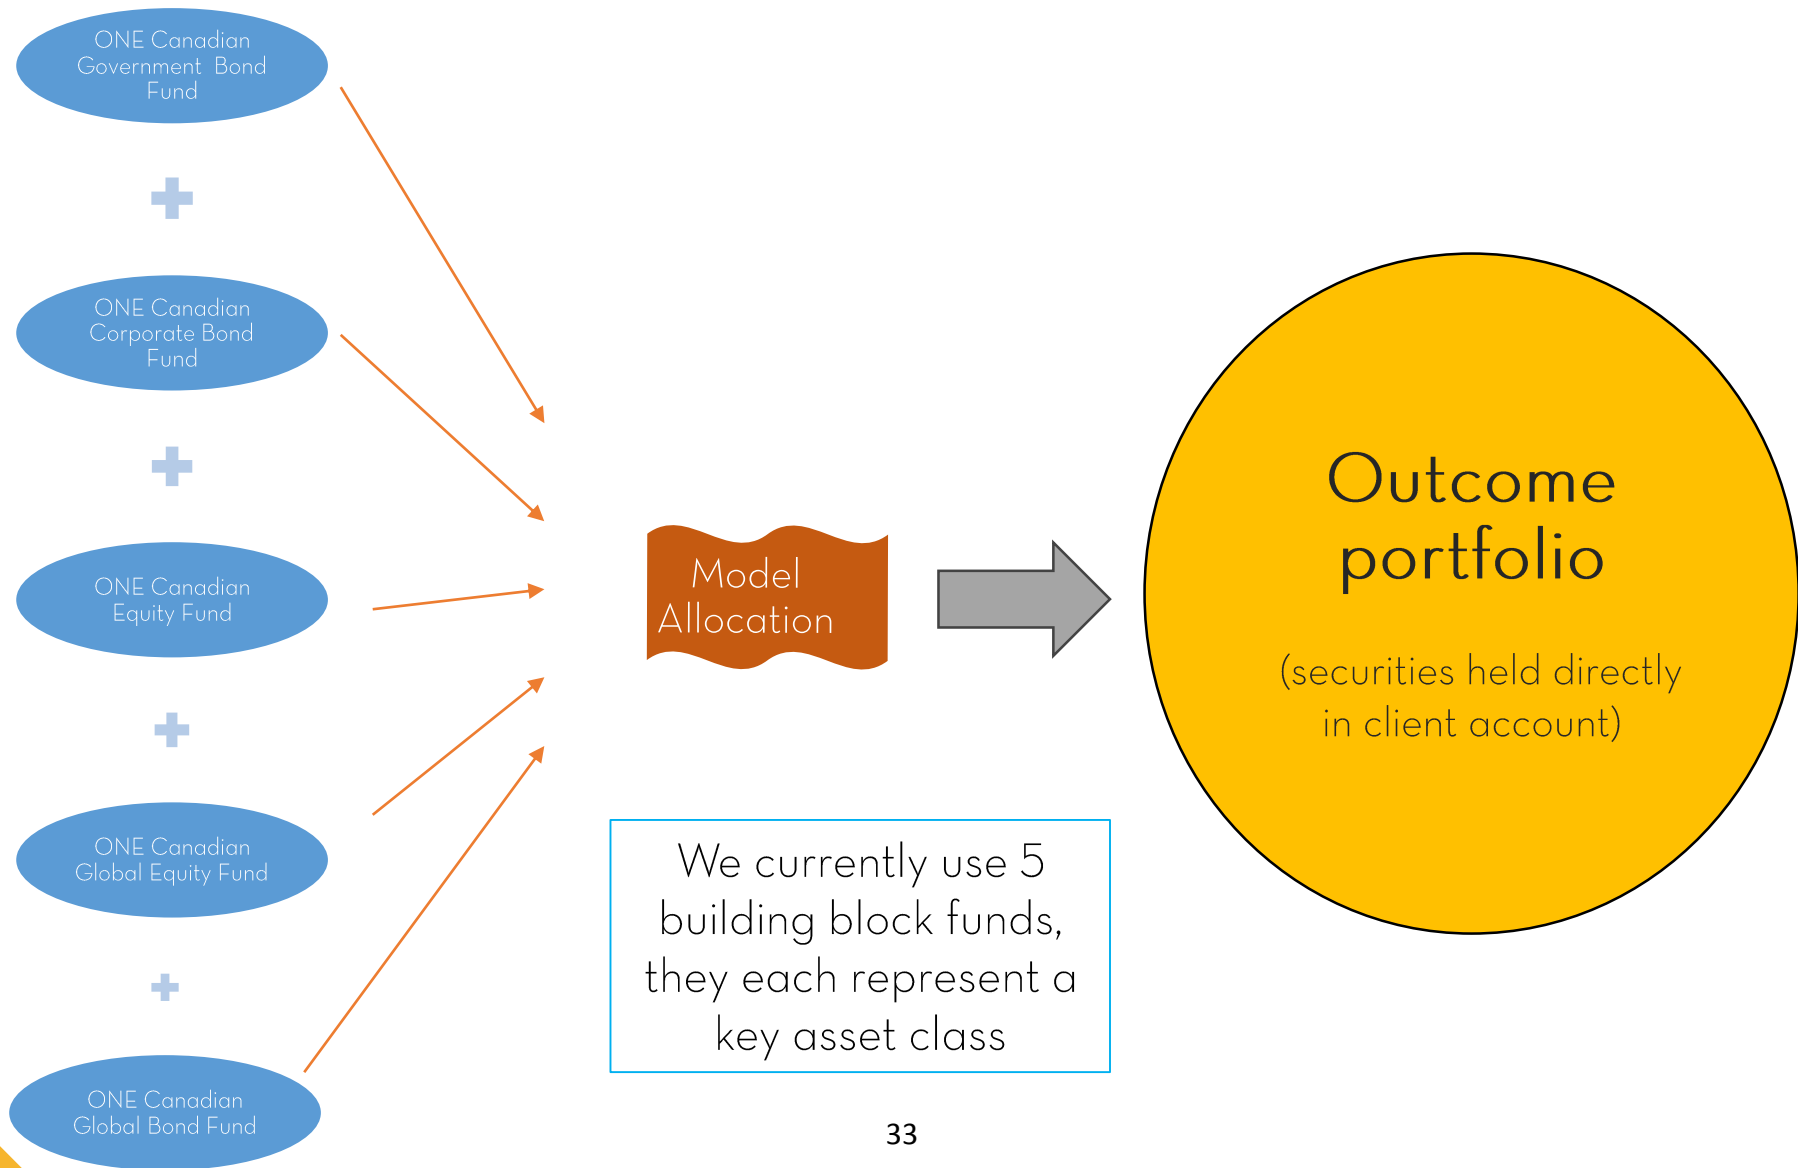 ONE Canadian
Government Bond
Fund
ONE Canadian
Corporate Bond
Fund
ONE Canadian
Equity Fund
ONE Canadian
Global Equity Fund
ONE Canadian
Global Bond Fund
Model
Allocation
We currently use 5
building block funds,
they each represent a
key asset class
Outcome
portfolio
(securities held directly
in client account)
33